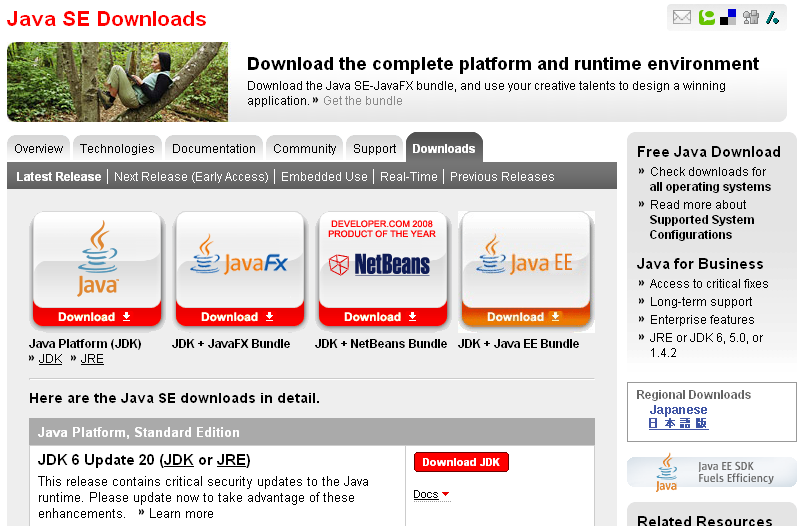 Java SE Downloads
Download the complete platform and runtime environment
Download the Java SE-JavaFX bundle, and use your creative talents to design a winning
application. » Get the bundle
Overview
Technologies
Documentation
Community
Support
Downloads
Latest Release | Next Release (Early Access) | Embedded Use | Real-Time | Previous Releases
Java™
Download
Java Platform (JDK)
» JDK » JRE
JavaFX
Download
JDK + JavaFX Bundle
DEVELOPER.COM 2008
PRODUCT OF THE YEAR
NetBeans
Download
JDK + NetBeans Bundle
Java EE
Download
JDK + Java EE Bundle
Here are the Java SE downloads in detail.
Java Platform, Standard Edition
JDK 6 Update 20 (JDK or JRE)
This release contains critical security updates to the Java
runtime. Please update now to take advantage of these
enhancements. » Learn more
Download JDK
Docs
Free Java Download
» Check downloads for
all operating systems
» Read more about
Supported System
Configurations
Java for Business
» Access to critical fixes
» Long-term support
» Enterprise features
» JRE or JDK 6, 5.0, or
1.4.2
Regional Downloads
Japanese
日本語版
Java
Java EE SDK
Fuels Efficiency
Related Resources